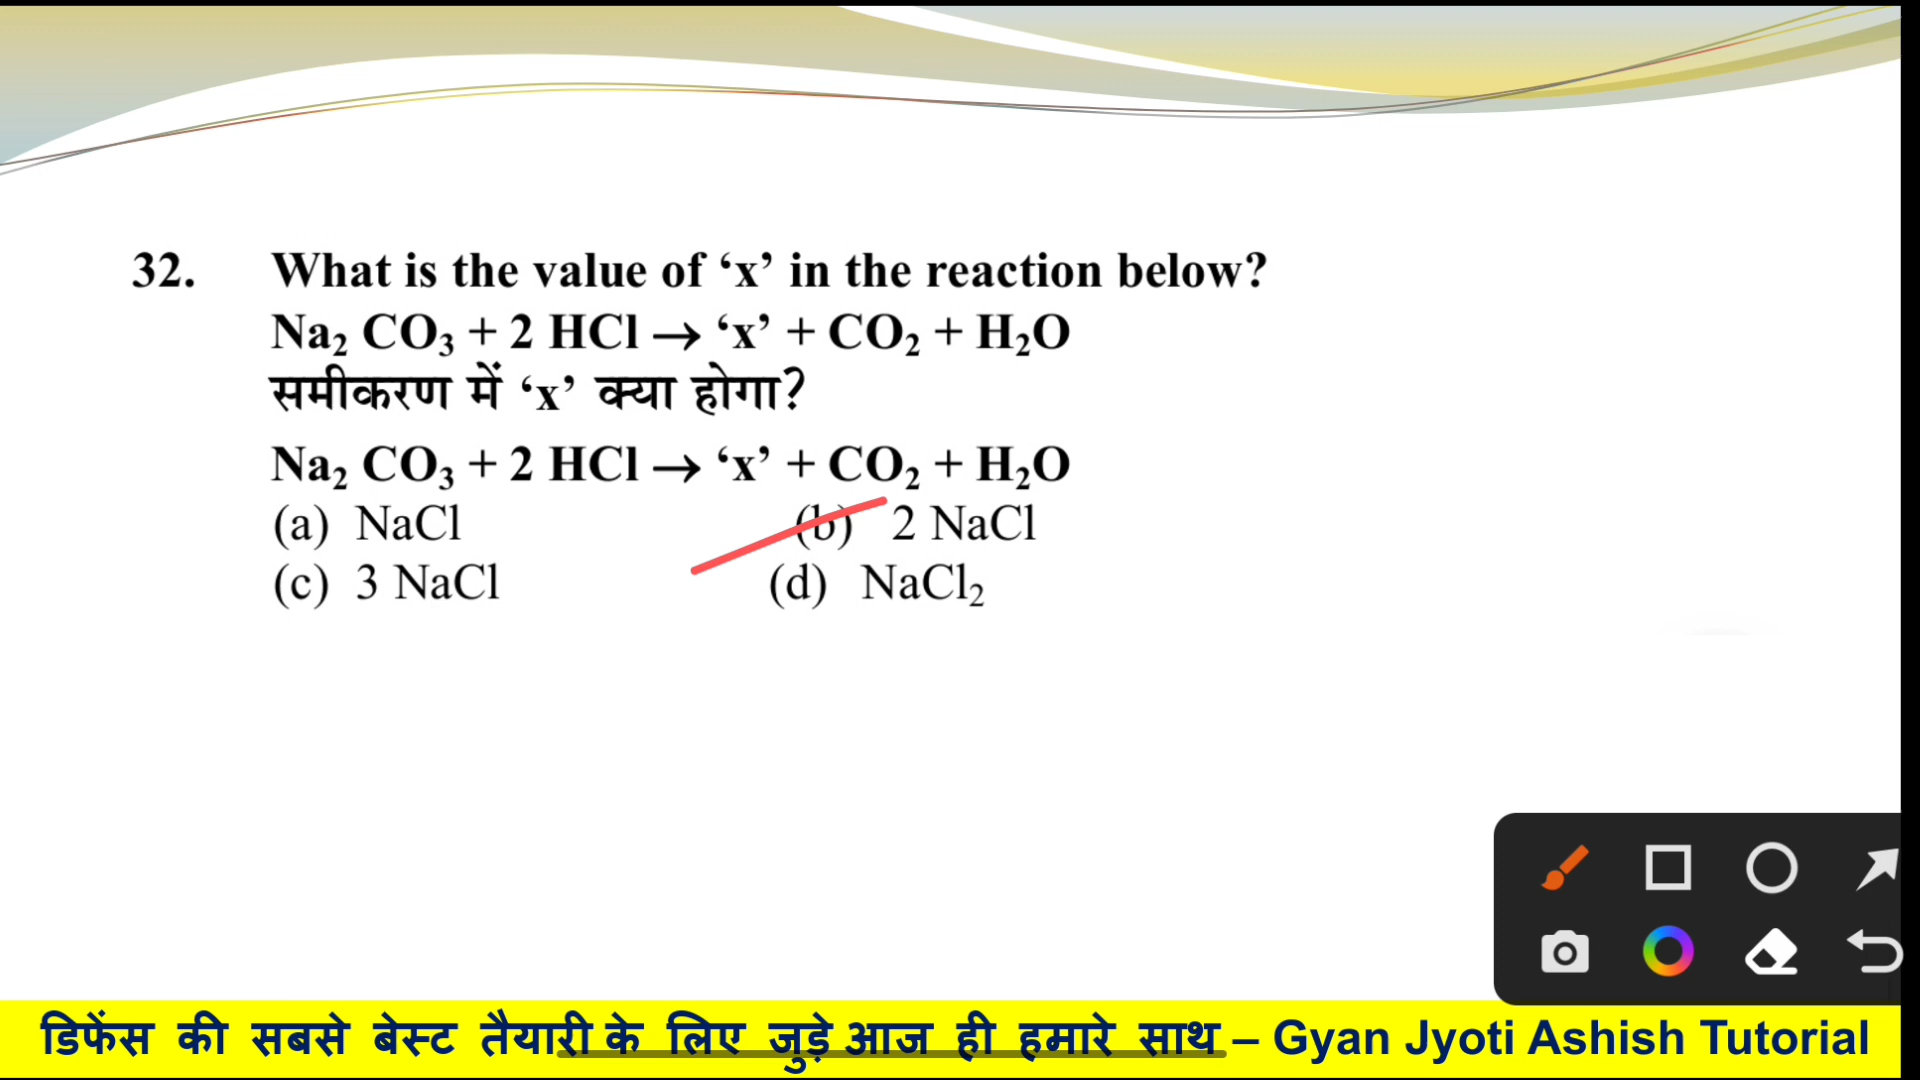 32. What is the value of ‘x’ in the reaction below?
Na₂ CO₃ + 2 HCl → ‘x’ + CO₂ + H₂O
समीकरण में ‘x’ क्या होगा?
Na₂ CO₃ + 2 HCl → ‘x’ + CO₂ + H₂O
(a) NaCl (b) 2 NaCl
(c) 3 NaCl (d) NaCl₂
डिफेंस की सबसे बेस्ट तैयारी के लिए जुड़े आज ही हमारे साथ – Gyan Jyoti Ashish Tutorial